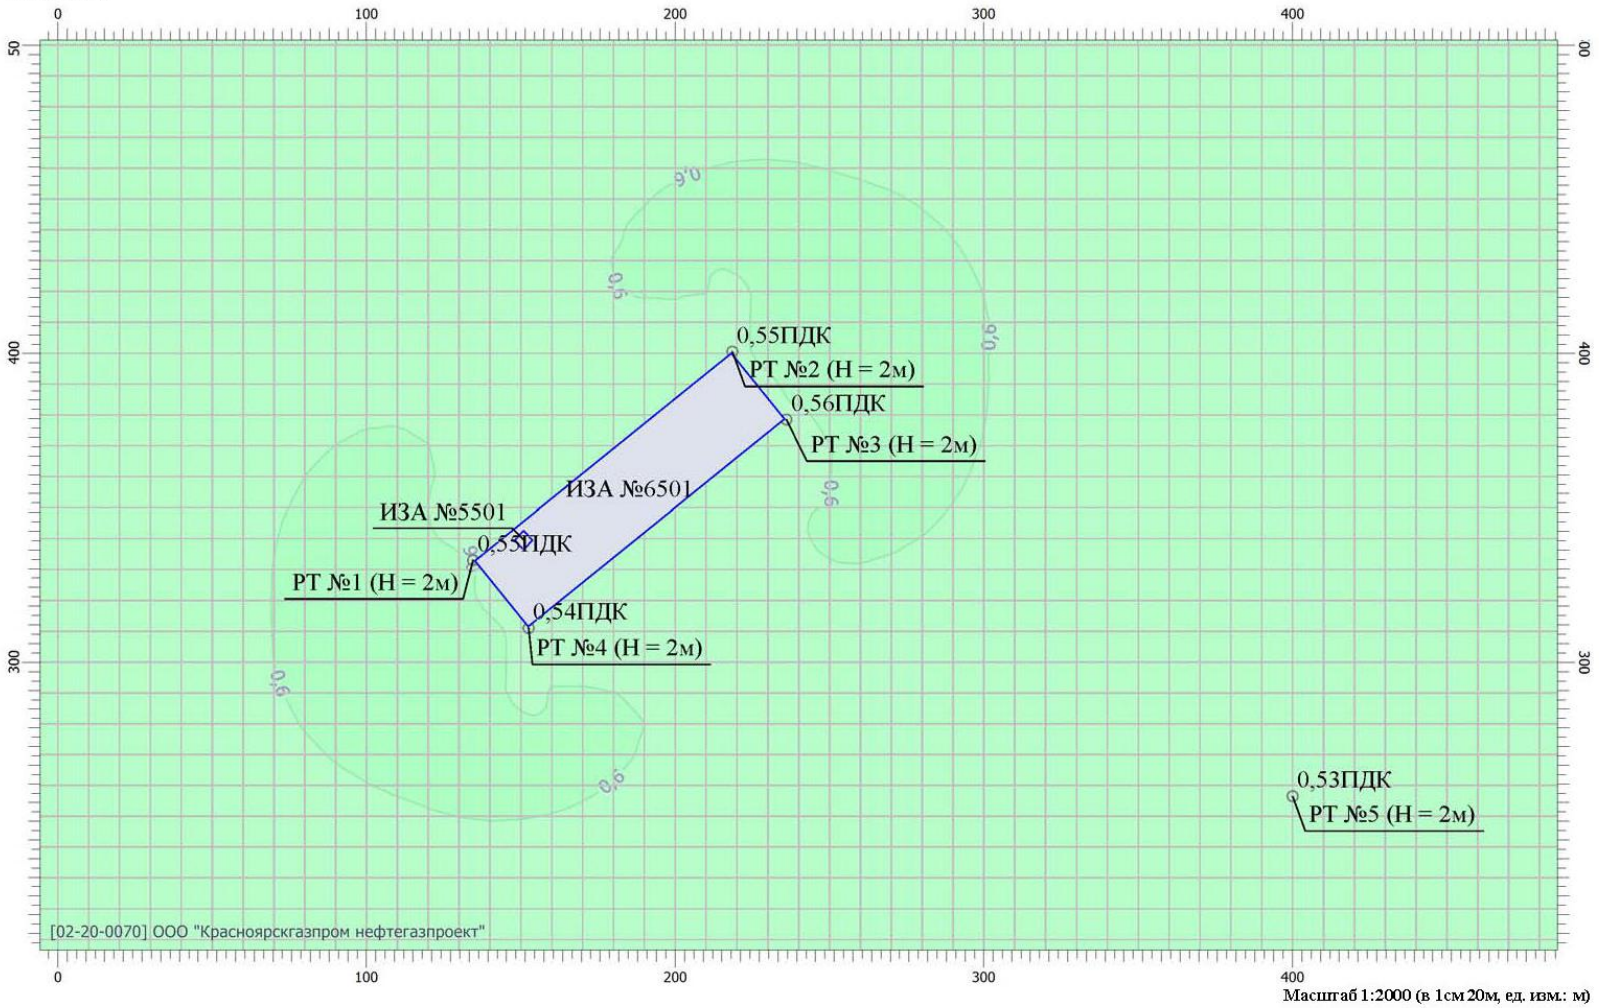 0 100 200 300 400
50 00
0,6
0,6
0,6
0,55ПДК
400 400
РТ №2 (H = 2м)
0,56ПДК
РТ №3 (H = 2м)
ИЗА №6501
0,6
ИЗА №5501
0,55ПДК
РТ №1 (H = 2м)
0,54ПДК
РТ №4 (H = 2м)
300 300
0,6
0,6
0,53ПДК
РТ №5 (H = 2м)
[02-20-0070] ООО "Красноярскгазпром нефтегазпроект"
0 100 200 300 400
Масштаб 1:2000 (в 1см 20м, ед. изм.: м)